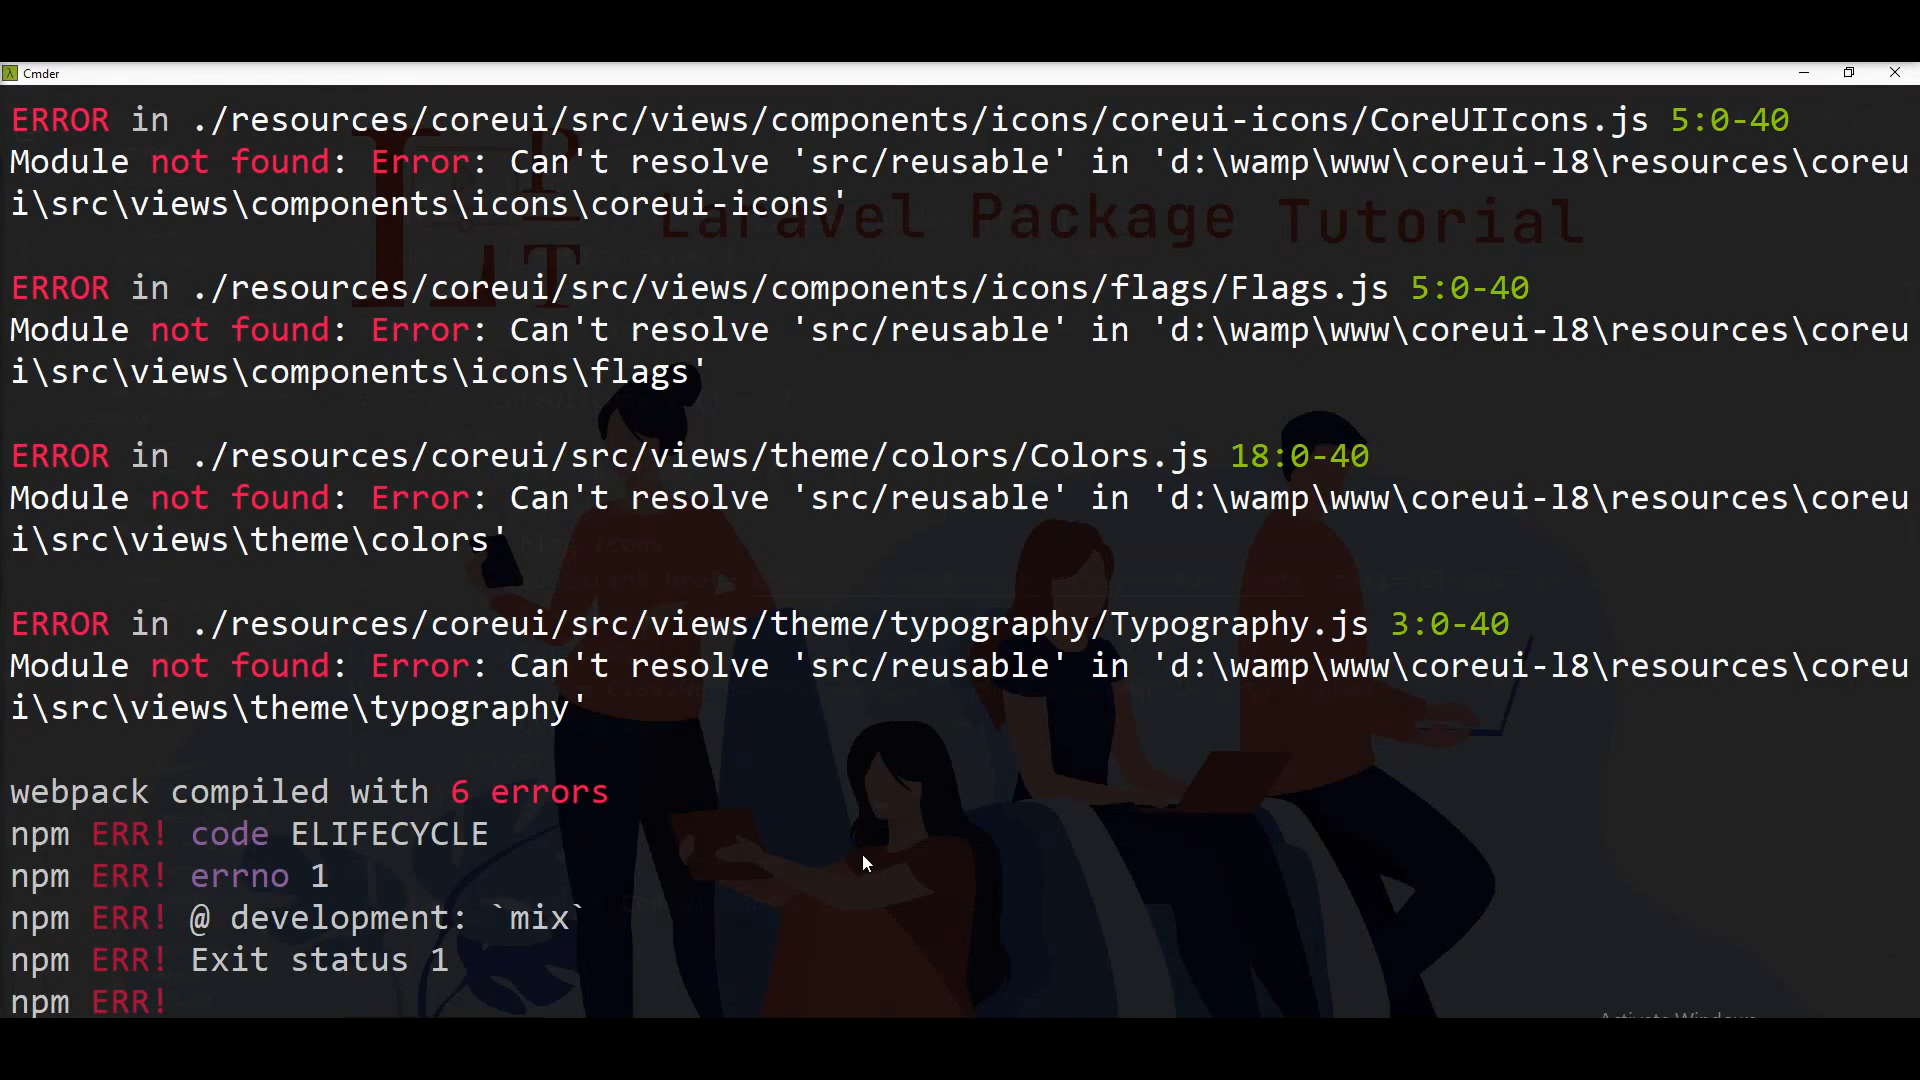 Cmder
ERROR in ./resources/coreui/src/views/components/icons/coreui-icons/CoreUIIcons.js 5:0-40
Module not found: Error: Can't resolve 'src/reusable' in 'd:\wamp\www\coreui-l8\resources\coreu
i\src\views\components\icons\coreui-icons'
Laravel Package Tutorial
ERROR in ./resources/coreui/src/views/components/icons/flags/Flags.js 5:0-40
Module not found: Error: Can't resolve 'src/reusable' in 'd:\wamp\www\coreui-l8\resources\coreu
i\src\views\components\icons\flags'
ERROR in ./resources/coreui/src/views/theme/colors/Colors.js 18:0-40
Module not found: Error: Can't resolve 'src/reusable' in 'd:\wamp\www\coreui-l8\resources\coreu
i\src\views\theme\colors'
ERROR in ./resources/coreui/src/views/theme/typography/Typography.js 3:0-40
Module not found: Error: Can't resolve 'src/reusable' in 'd:\wamp\www\coreui-l8\resources\coreu
i\src\views\theme\typography'
webpack compiled with 6 errors
npm ERR! code ELIFECYCLE
npm ERR! errno 1
npm ERR! @ development: `mix`
npm ERR! Exit status 1
npm ERR!
Activate Windows